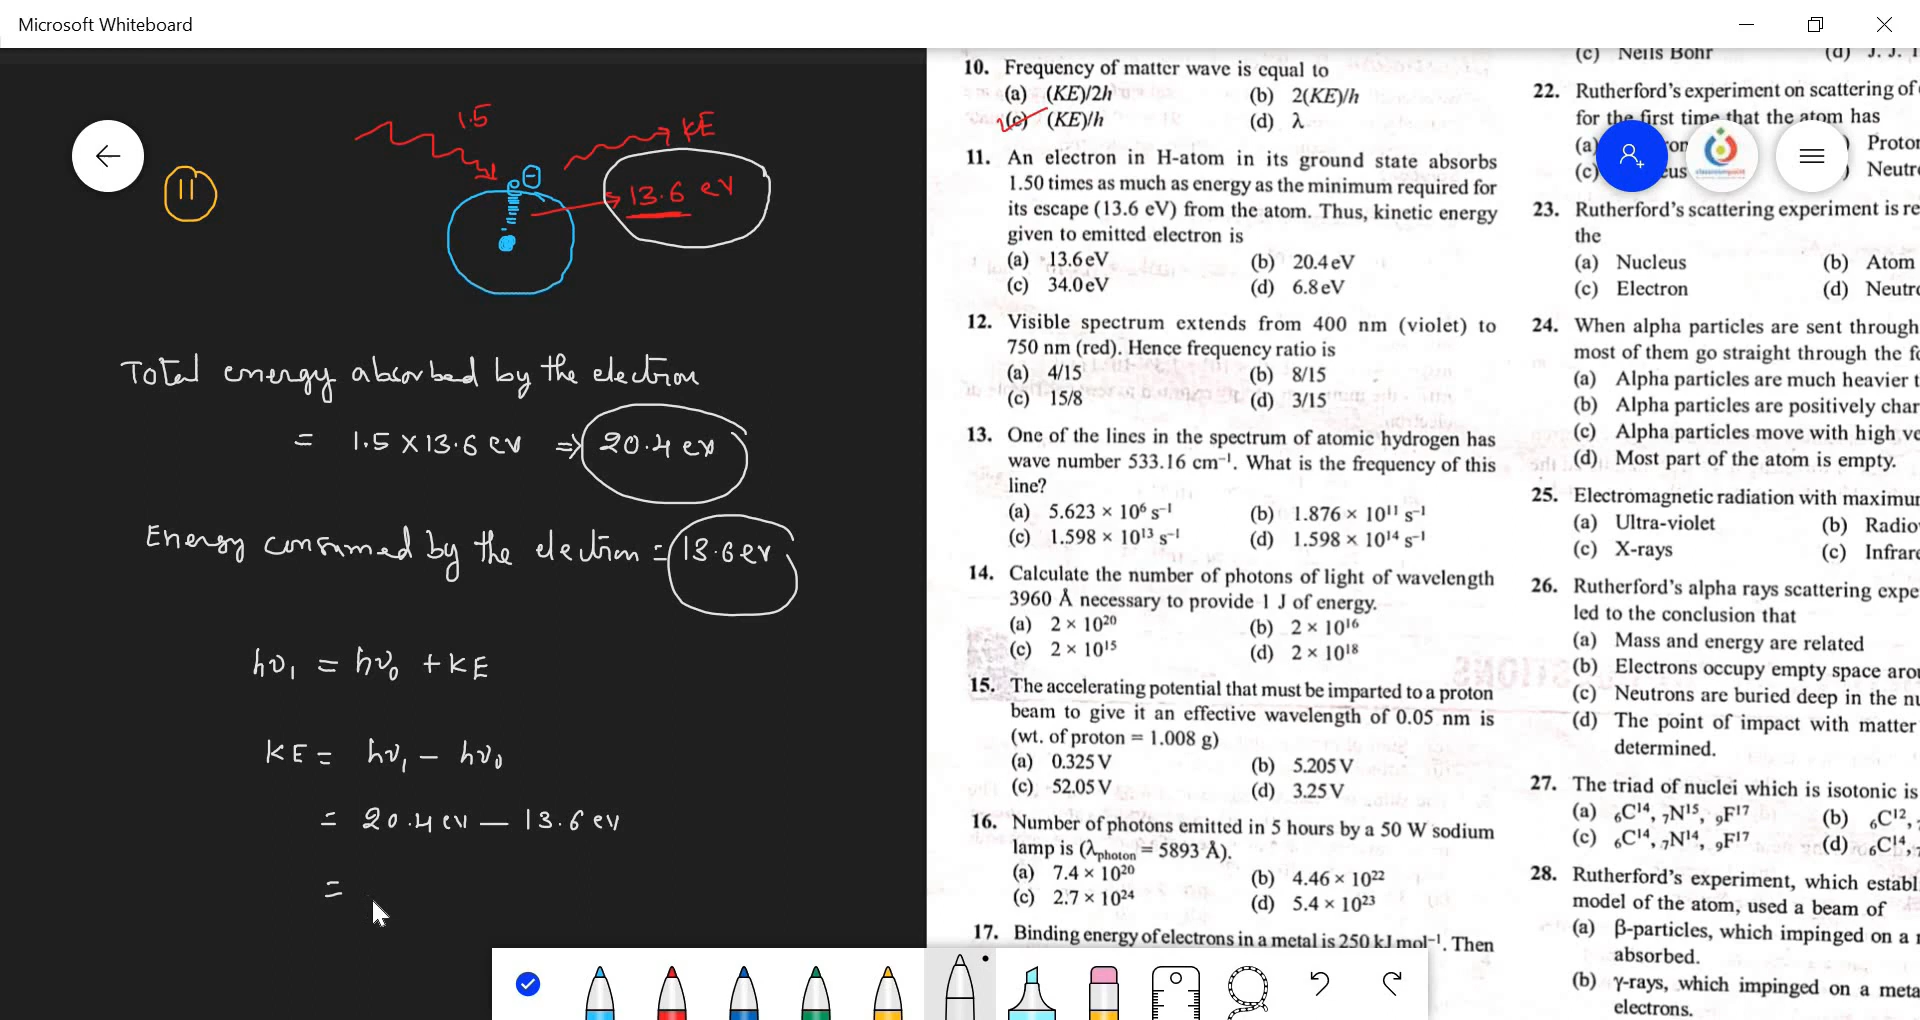 Microsoft Whiteboard
11
1.5
KE
13.6 eV
Total energy absorbed by the electron
= 1.5 × 13.6 ev ⇒ 20.4 ev
Energy consumed by the electron = 13.6 ev
hν₁ = hν₀ + KE
KE = hν₁ − hν₀
= 20.4 ev − 13.6 ev
=
10. Frequency of matter wave is equal to
(a) (KE)/2h (b) 2(KE)/h
(c) (KE)/h (d) λ
11. An electron in H-atom in its ground state absorbs
1.50 times as much as energy as the minimum required for
its escape (13.6 eV) from the atom. Thus, kinetic energy
given to emitted electron is
(a) 13.6 eV (b) 20.4 eV
(c) 34.0 eV (d) 6.8 eV
12. Visible spectrum extends from 400 nm (violet) to
750 nm (red). Hence frequency ratio is
(a) 4/15 (b) 8/15
(c) 15/8 (d) 3/15
13. One of the lines in the spectrum of atomic hydrogen has
wave number 533.16 cm⁻¹. What is the frequency of this
line?
(a) 5.623 × 10⁶ s⁻¹ (b) 1.876 × 10¹¹ s⁻¹
(c) 1.598 × 10¹³ s⁻¹ (d) 1.598 × 10¹⁴ s⁻¹
14. Calculate the number of photons of light of wavelength
3960 Å necessary to provide 1 J of energy.
(a) 2 × 10²⁰ (b) 2 × 10¹⁶
(c) 2 × 10¹⁵ (d) 2 × 10¹⁸
15. The accelerating potential that must be imparted to a proton
beam to give it an effective wavelength of 0.05 nm is
(wt. of proton = 1.008 g)
(a) 0.325 V (b) 5.205 V
(c) 52.05 V (d) 3.25 V
16. Number of photons emitted in 5 hours by a 50 W sodium
lamp is (λphoton = 5893 Å).
(a) 7.4 × 10²⁰ (b) 4.46 × 10²²
(c) 2.7 × 10²⁴ (d) 5.4 × 10²³
17. Binding energy of electrons in a metal is 250 kJ mol⁻¹. Then
(c) Neils Bohr (d) J. J.
22. Rutherford's experiment on scattering of
for the first time that the atom has
(a)
(c)
23. Rutherford's scattering experiment is re
the
(a) Nucleus (b) Atom
(c) Electron (d) Neutr
24. When alpha particles are sent through
most of them go straight through the
(a) Alpha particles are much heavier t
(b) Alpha particles are positively char
(c) Alpha particles move with high ve
(d) Most part of the atom is empty.
25. Electromagnetic radiation with maximu
(a) Ultra-violet (b) Radio
(c) X-rays (c) Infrar
26. Rutherford's alpha rays scattering expe
led to the conclusion that
(a) Mass and energy are related
(b) Electrons occupy empty space arou
(c) Neutrons are buried deep in the nu
(d) The point of impact with matter
determined.
27. The triad of nuclei which is isotonic is
(a) ₆C¹⁴, ₇N¹⁵, ₉F¹⁷ (b) ₆C¹²,
(c) ₆C¹⁴, ₇N¹⁴, ₉F¹⁷ (d) ₆C¹⁴,
28. Rutherford's experiment, which establ
model of the atom, used a beam of
(a) β-particles, which impinged on a
absorbed.
(b) γ-rays, which impinged on a meta
electrons.